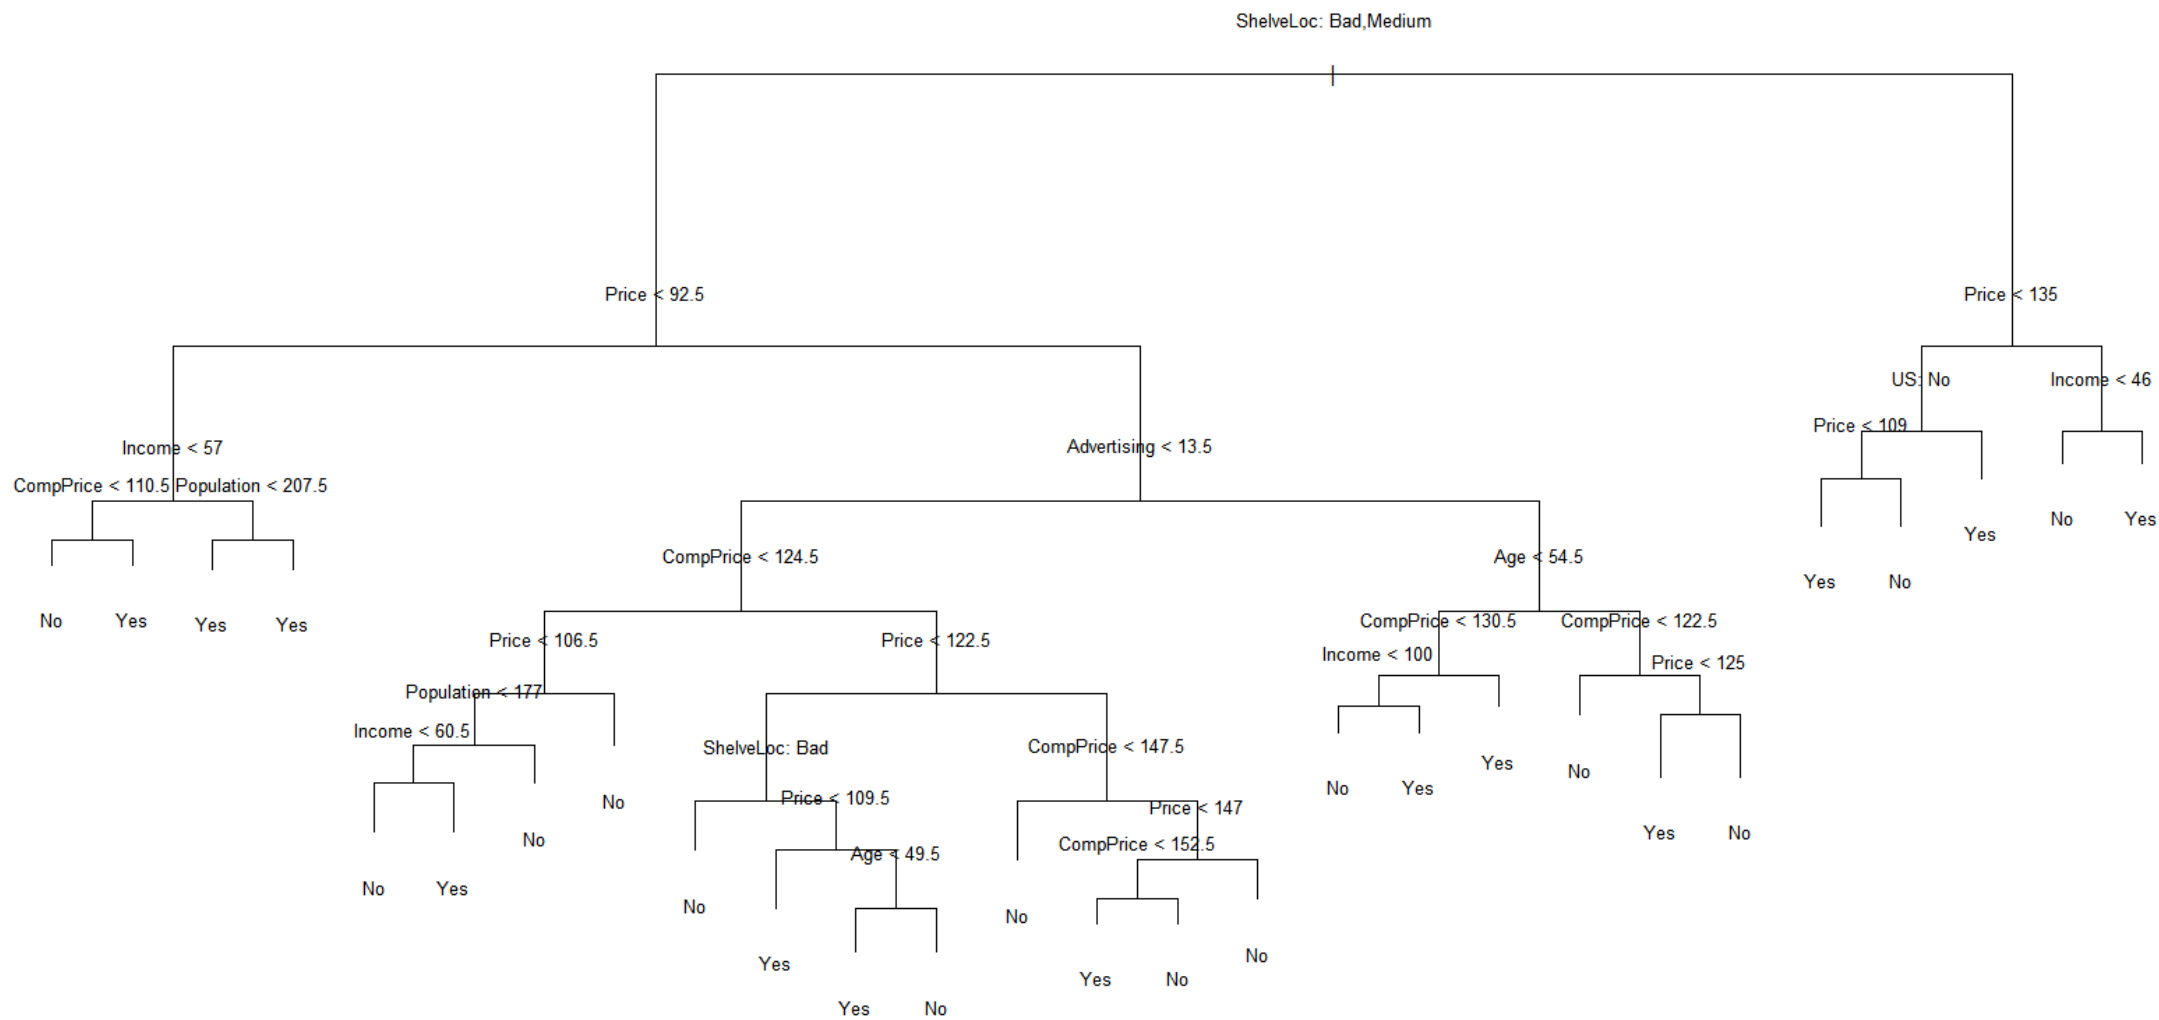 ShelveLoc: Bad,Medium
Price < 92.5
Price < 135
US: No
Income < 46
Price < 109
Income < 57
Advertising < 13.5
CompPrice < 110.5
Population < 207.5
No
Yes
Yes
No
Yes
CompPrice < 124.5
Age < 54.5
Yes
No
No
Yes
Yes
Yes
Price < 106.5
Price < 122.5
CompPrice < 130.5
CompPrice < 122.5
Income < 100
Price < 125
Population < 177
Income < 60.5
ShelveLoc: Bad
CompPrice < 147.5
Yes
No
No
Yes
No
Price < 109.5
Price < 147
Yes
No
No
CompPrice < 152.5
Age < 49.5
No
Yes
No
No
No
Yes
Yes
No
Yes
No